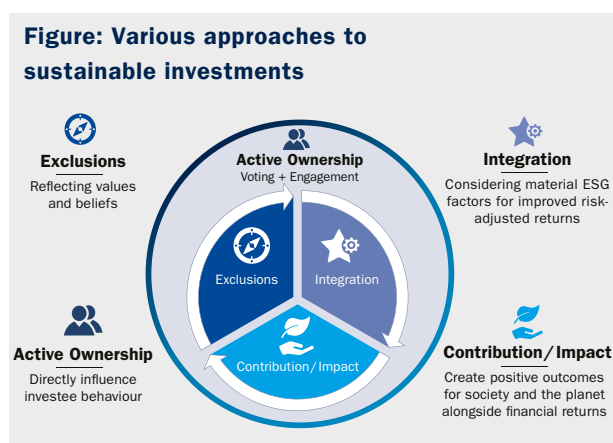 Figure: Various approaches to
sustainable investments
Exclusions
Reflecting values
and beliefs
Active Ownership
Voting + Engagement
Integration
Considering material ESG
factors for improved risk-
adjusted returns
Exclusions
Integration
Contribution/Impact
Active Ownership
Directly influence
investee behaviour
Contribution/Impact
Create positive outcomes
for society and the planet
alongside financial returns